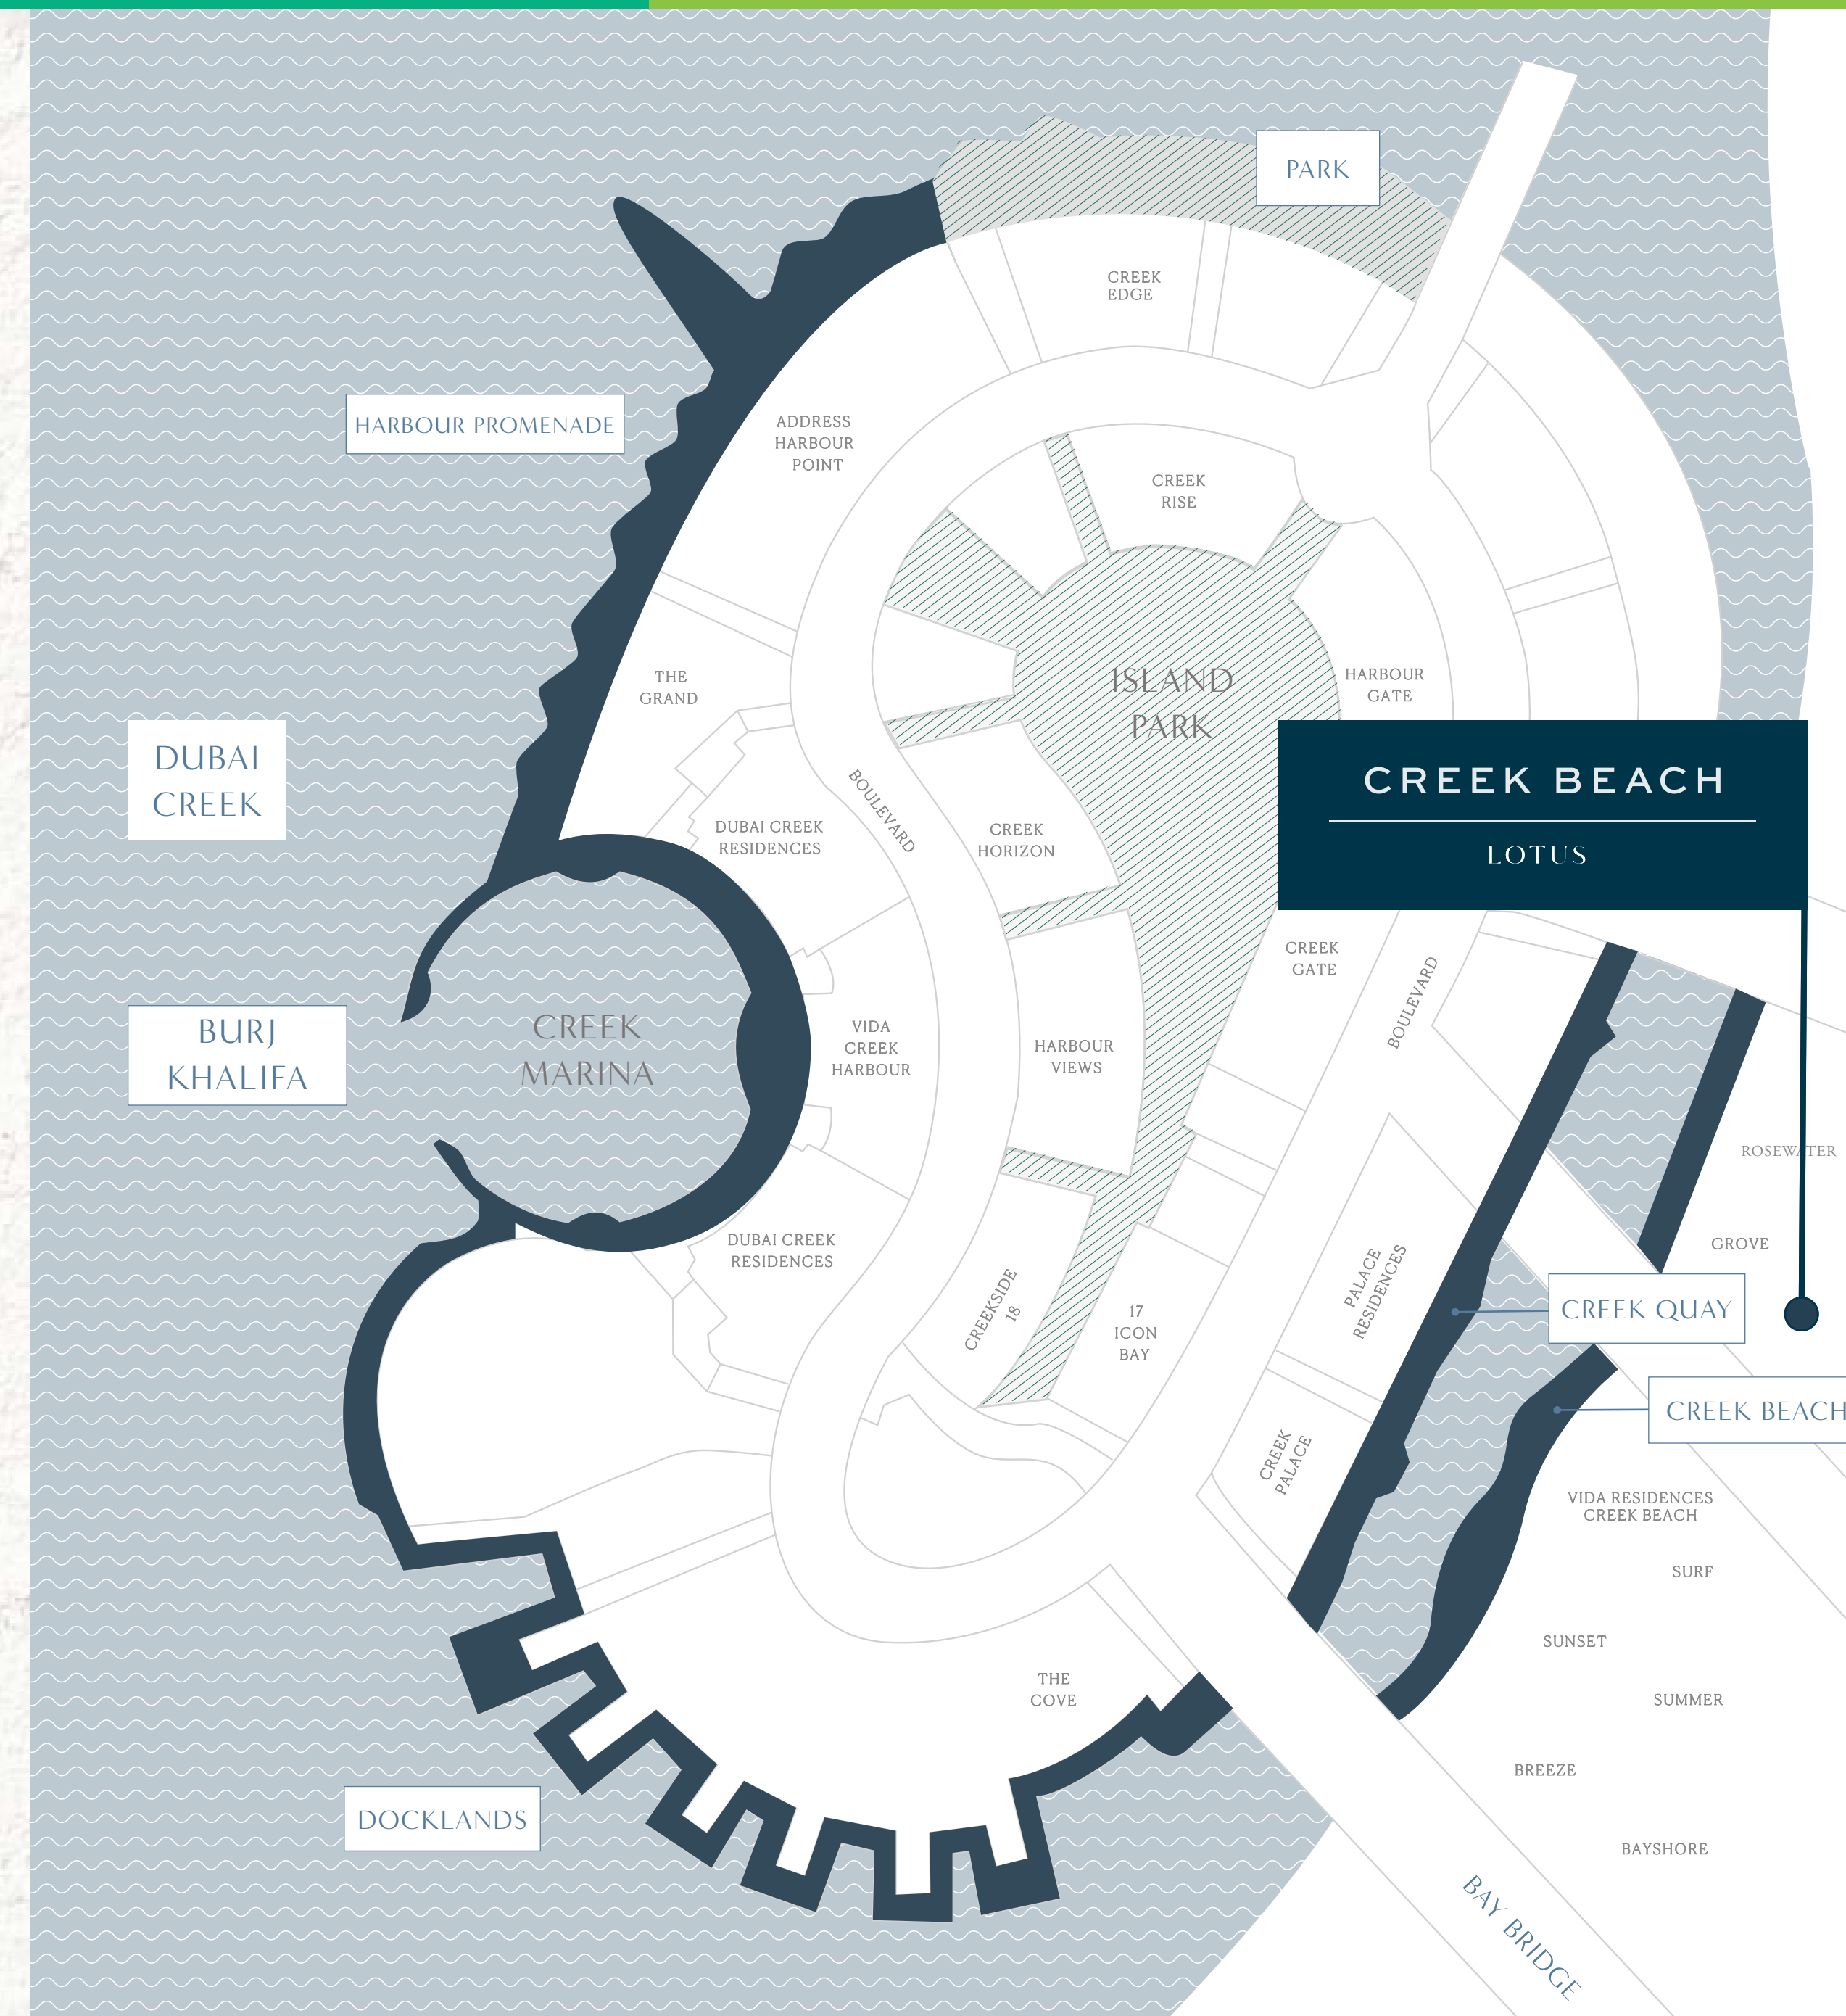 PARK
CREEK
EDGE
HARBOUR PROMENADE
ADDRESS
HARBOUR
POINT
CREEK
RISE
THE
GRAND
ISLAND
PARK
HARBOUR
GATE
DUBAI
CREEK
CREEK BEACH
LOTUS
BOULEVARD
DUBAI CREEK
RESIDENCES
CREEK
HORIZON
CREEK
GATE
BOULEVARD
BURJ
KHALIFA
CREEK
MARINA
VIDA
CREEK
HARBOUR
HARBOUR
VIEWS
ROSEWATER
DUBAI CREEK
RESIDENCES
GROVE
CREEKSIDE
18
17
ICON
BAY
PALACE
RESIDENCES
CREEK QUAY
CREEK BEACH
CREEK
PALACE
VIDA RESIDENCES
CREEK BEACH
SURF
SUNSET
THE
COVE
SUMMER
BREEZE
DOCKLANDS
BAYSHORE
BAY BRIDGE